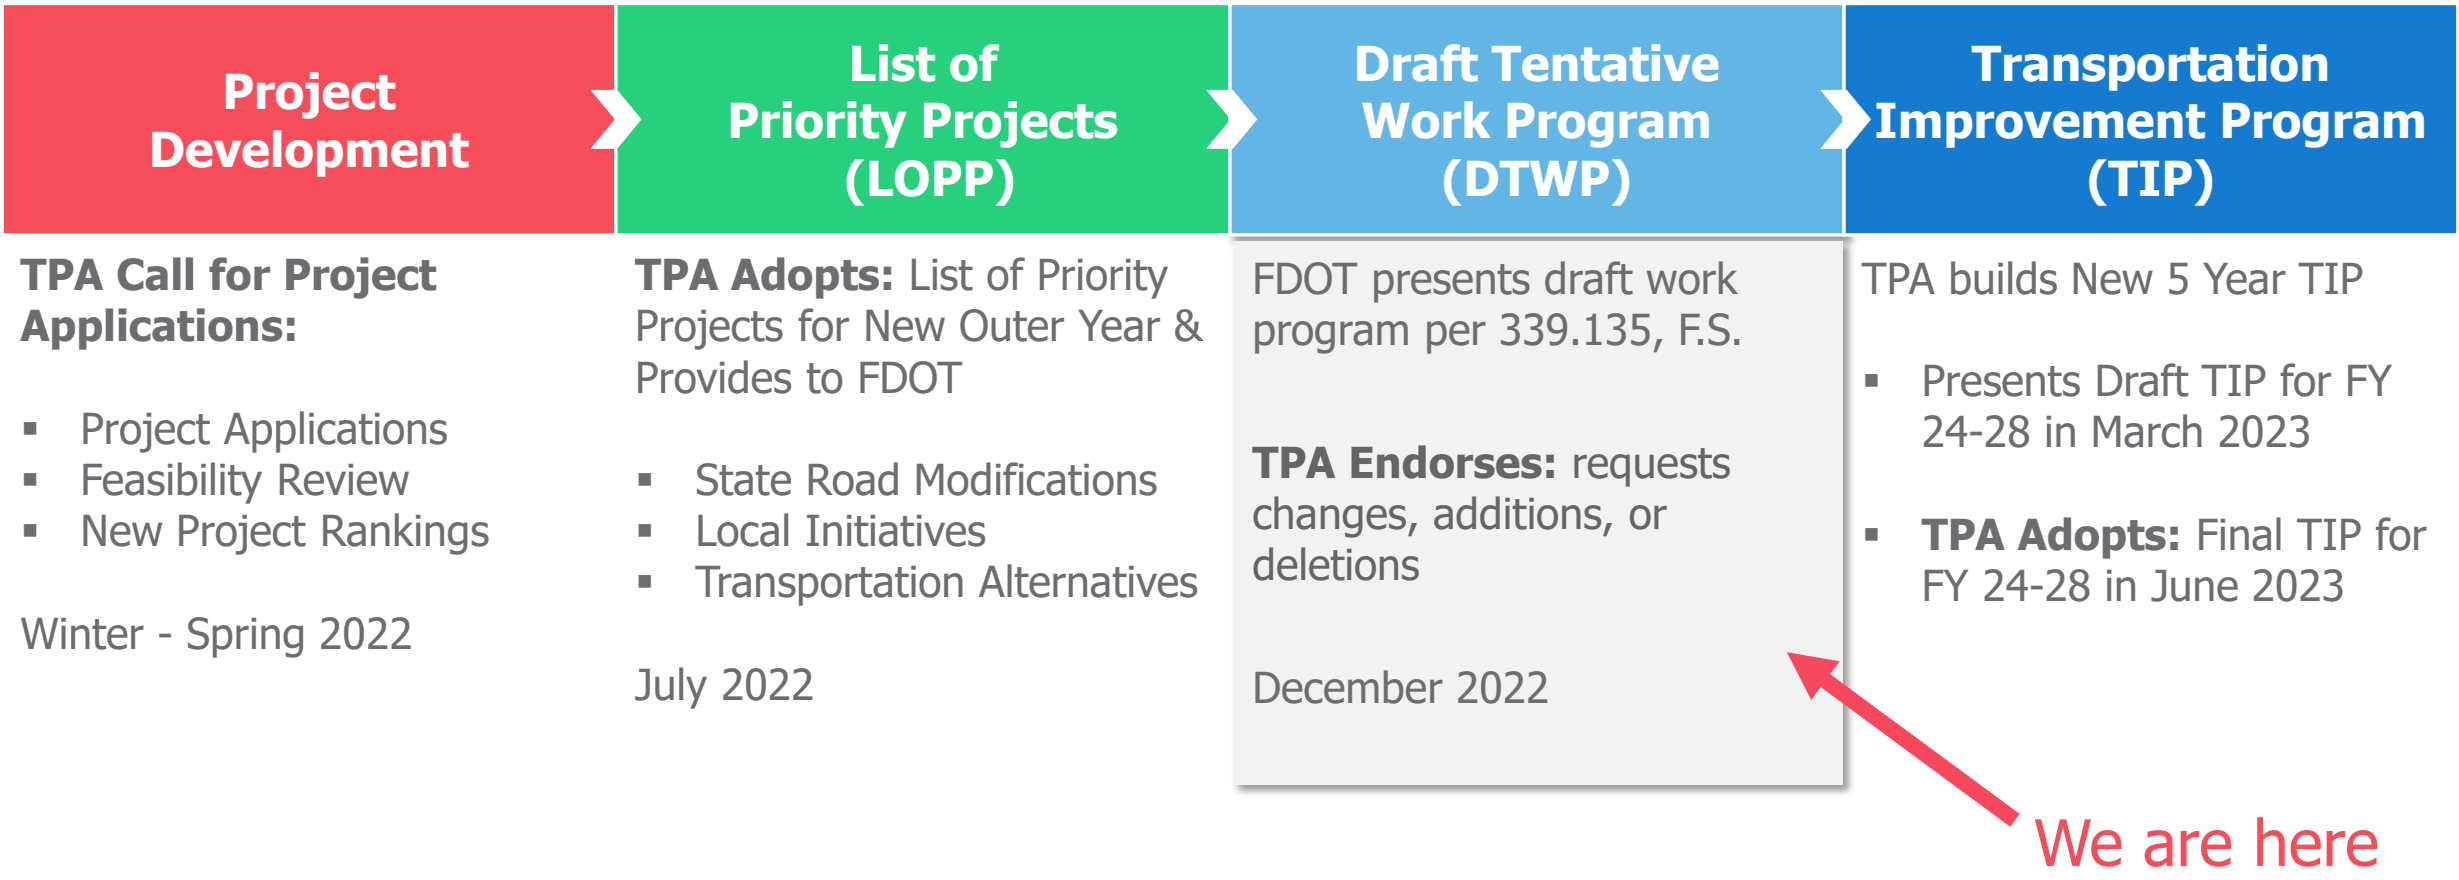 Project
Development
List of
Priority Projects
(LOPP)
Draft Tentative
Work Program
(DTWP)
Transportation
Improvement Program
(TIP)
TPA Call for Project
Applications:
▪ Project Applications
▪ Feasibility Review
▪ New Project Rankings
Winter - Spring 2022
TPA Adopts: List of Priority
Projects for New Outer Year &
Provides to FDOT
▪ State Road Modifications
▪ Local Initiatives
▪ Transportation Alternatives
July 2022
FDOT presents draft work
program per 339.135, F.S.
TPA Endorses: requests
changes, additions, or
deletions
December 2022
TPA builds New 5 Year TIP
▪ Presents Draft TIP for FY
24-28 in March 2023
▪ TPA Adopts: Final TIP for
FY 24-28 in June 2023
We are here